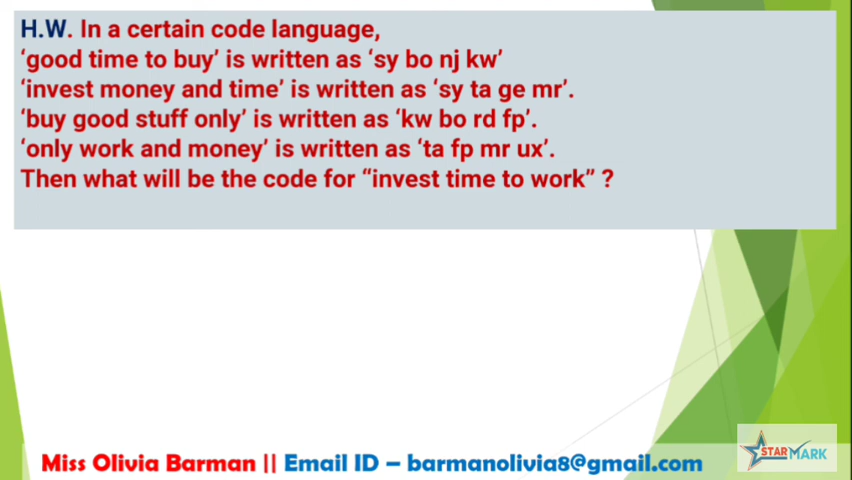 H.W. In a certain code language,
‘good time to buy’ is written as ‘sy bo nj kw’
‘invest money and time’ is written as ‘sy ta ge mr’.
‘buy good stuff only’ is written as ‘kw bo rd fp’.
‘only work and money’ is written as ‘ta fp mr ux’.
Then what will be the code for “invest time to work” ?
STAR MARK
Miss Olivia Barman || Email ID – barmanolivia8@gmail.com